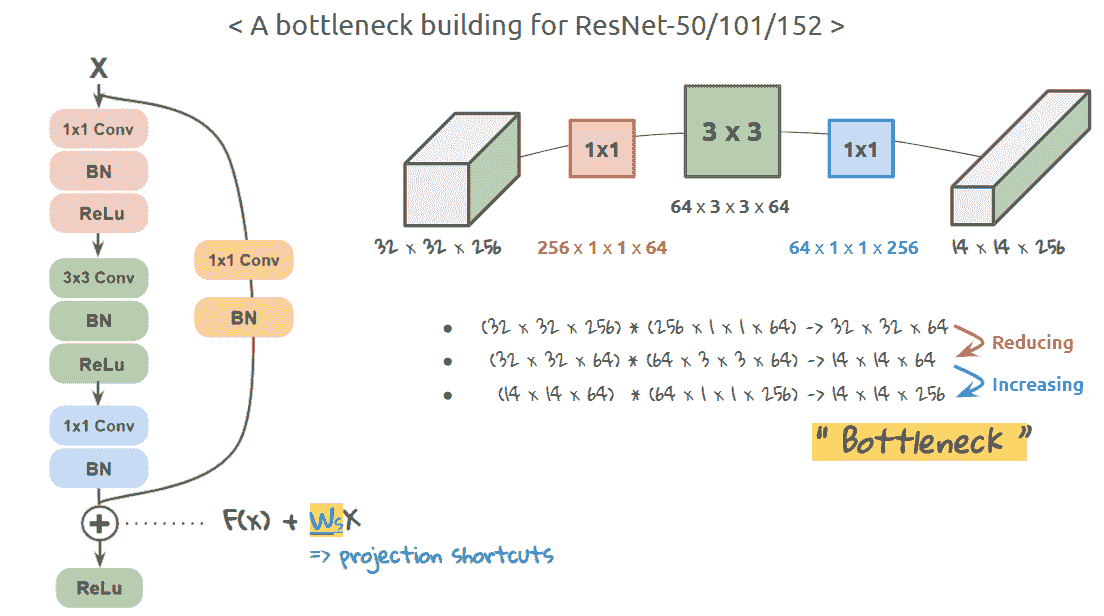 < A bottleneck building for ResNet-50/101/152 >
X
1x1 Conv
BN
ReLu
3x3 Conv
BN
ReLu
1x1 Conv
BN
1x1 Conv
BN
+
F(x) + WsX
=> projection shortcuts
ReLu
1x1
3 x 3
1x1
64 x 3 x 3 x 64
32 x 32 x 256
256 x 1 x 1 x 64
64 x 1 x 1 x 256
14 x 14 x 256
• (32 x 32 x 256) * (256 x 1 x 1 x 64) -> 32 x 32 x 64
• (32 x 32 x 64) * (64 x 3 x 3 x 64) -> 14 x 14 x 64
• (14 x 14 x 64) * (64 x 1 x 1 x 256) -> 14 x 14 x 256
Reducing
Increasing
“ Bottleneck ”